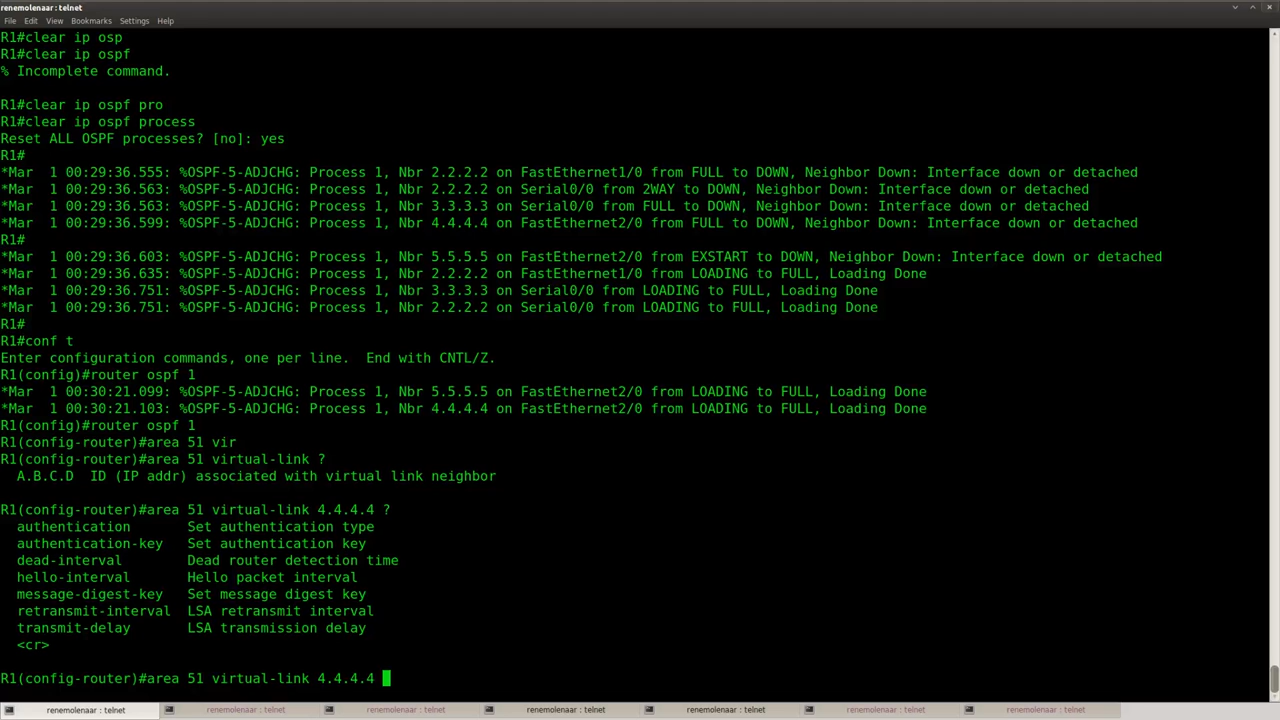 renemolenaar : telnet
File Edit View Bookmarks Settings Help
R1#clear ip osp
R1#clear ip ospf
% Incomplete command.
R1#clear ip ospf pro
R1#clear ip ospf process
Reset ALL OSPF processes? [no]: yes
R1#
*Mar  1 00:29:36.555: %OSPF-5-ADJCHG: Process 1, Nbr 2.2.2.2 on FastEthernet1/0 from FULL to DOWN, Neighbor Down: Interface down or detached
*Mar  1 00:29:36.563: %OSPF-5-ADJCHG: Process 1, Nbr 2.2.2.2 on Serial0/0 from 2WAY to DOWN, Neighbor Down: Interface down or detached
*Mar  1 00:29:36.563: %OSPF-5-ADJCHG: Process 1, Nbr 3.3.3.3 on Serial0/0 from FULL to DOWN, Neighbor Down: Interface down or detached
*Mar  1 00:29:36.599: %OSPF-5-ADJCHG: Process 1, Nbr 4.4.4.4 on FastEthernet2/0 from FULL to DOWN, Neighbor Down: Interface down or detached
R1#
*Mar  1 00:29:36.603: %OSPF-5-ADJCHG: Process 1, Nbr 5.5.5.5 on FastEthernet2/0 from EXSTART to DOWN, Neighbor Down: Interface down or detached
*Mar  1 00:29:36.635: %OSPF-5-ADJCHG: Process 1, Nbr 2.2.2.2 on FastEthernet1/0 from LOADING to FULL, Loading Done
*Mar  1 00:29:36.751: %OSPF-5-ADJCHG: Process 1, Nbr 3.3.3.3 on Serial0/0 from LOADING to FULL, Loading Done
*Mar  1 00:29:36.751: %OSPF-5-ADJCHG: Process 1, Nbr 2.2.2.2 on Serial0/0 from LOADING to FULL, Loading Done
R1#
R1#conf t
Enter configuration commands, one per line.  End with CNTL/Z.
R1(config)#router ospf 1
*Mar  1 00:30:21.099: %OSPF-5-ADJCHG: Process 1, Nbr 5.5.5.5 on FastEthernet2/0 from LOADING to FULL, Loading Done
*Mar  1 00:30:21.103: %OSPF-5-ADJCHG: Process 1, Nbr 4.4.4.4 on FastEthernet2/0 from LOADING to FULL, Loading Done
R1(config)#router ospf 1
R1(config-router)#area 51 vir
R1(config-router)#area 51 virtual-link ?
  A.B.C.D  ID (IP addr) associated with virtual link neighbor
R1(config-router)#area 51 virtual-link 4.4.4.4 ?
  authentication       Set authentication type
  authentication-key   Set authentication key
  dead-interval        Dead router detection time
  hello-interval       Hello packet interval
  message-digest-key   Set message digest key
  retransmit-interval  LSA retransmit interval
  transmit-delay       LSA transmission delay
  <cr>
R1(config-router)#area 51 virtual-link 4.4.4.4
renemolenaar : telnet renemolenaar : telnet renemolenaar : telnet renemolenaar : telnet renemolenaar : telnet renemolenaar : telnet renemolenaar : telnet